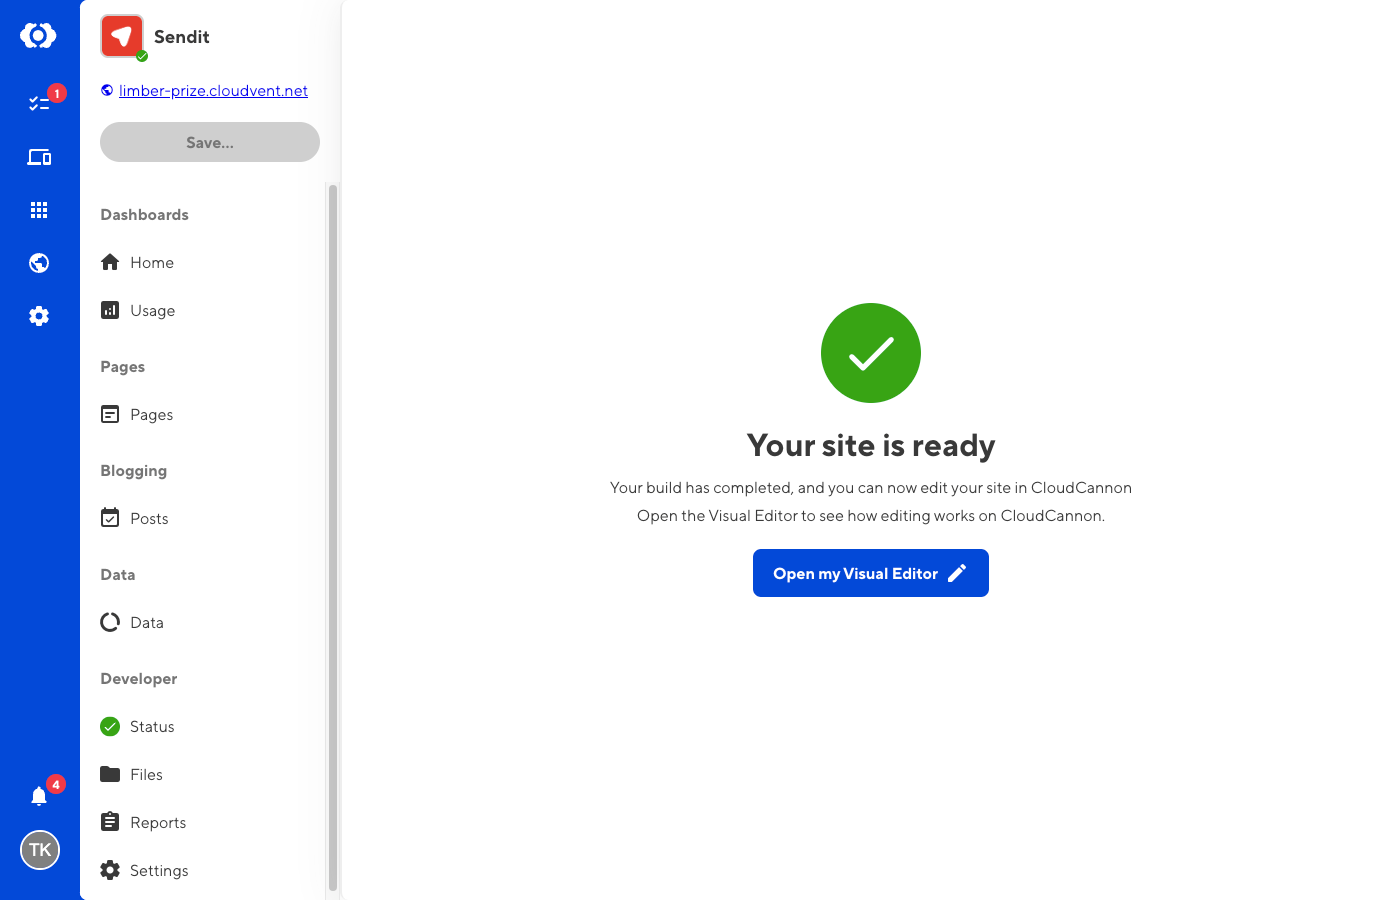 Sendit
limber-prize.cloudvent.net
Save...
1
Dashboards
Home
Usage
Pages
Pages
Blogging
Posts
Data
Data
Developer
Status
Files
Reports
Settings
4
TK
Your site is ready
Your build has completed, and you can now edit your site in CloudCannon
Open the Visual Editor to see how editing works on CloudCannon.
Open my Visual Editor